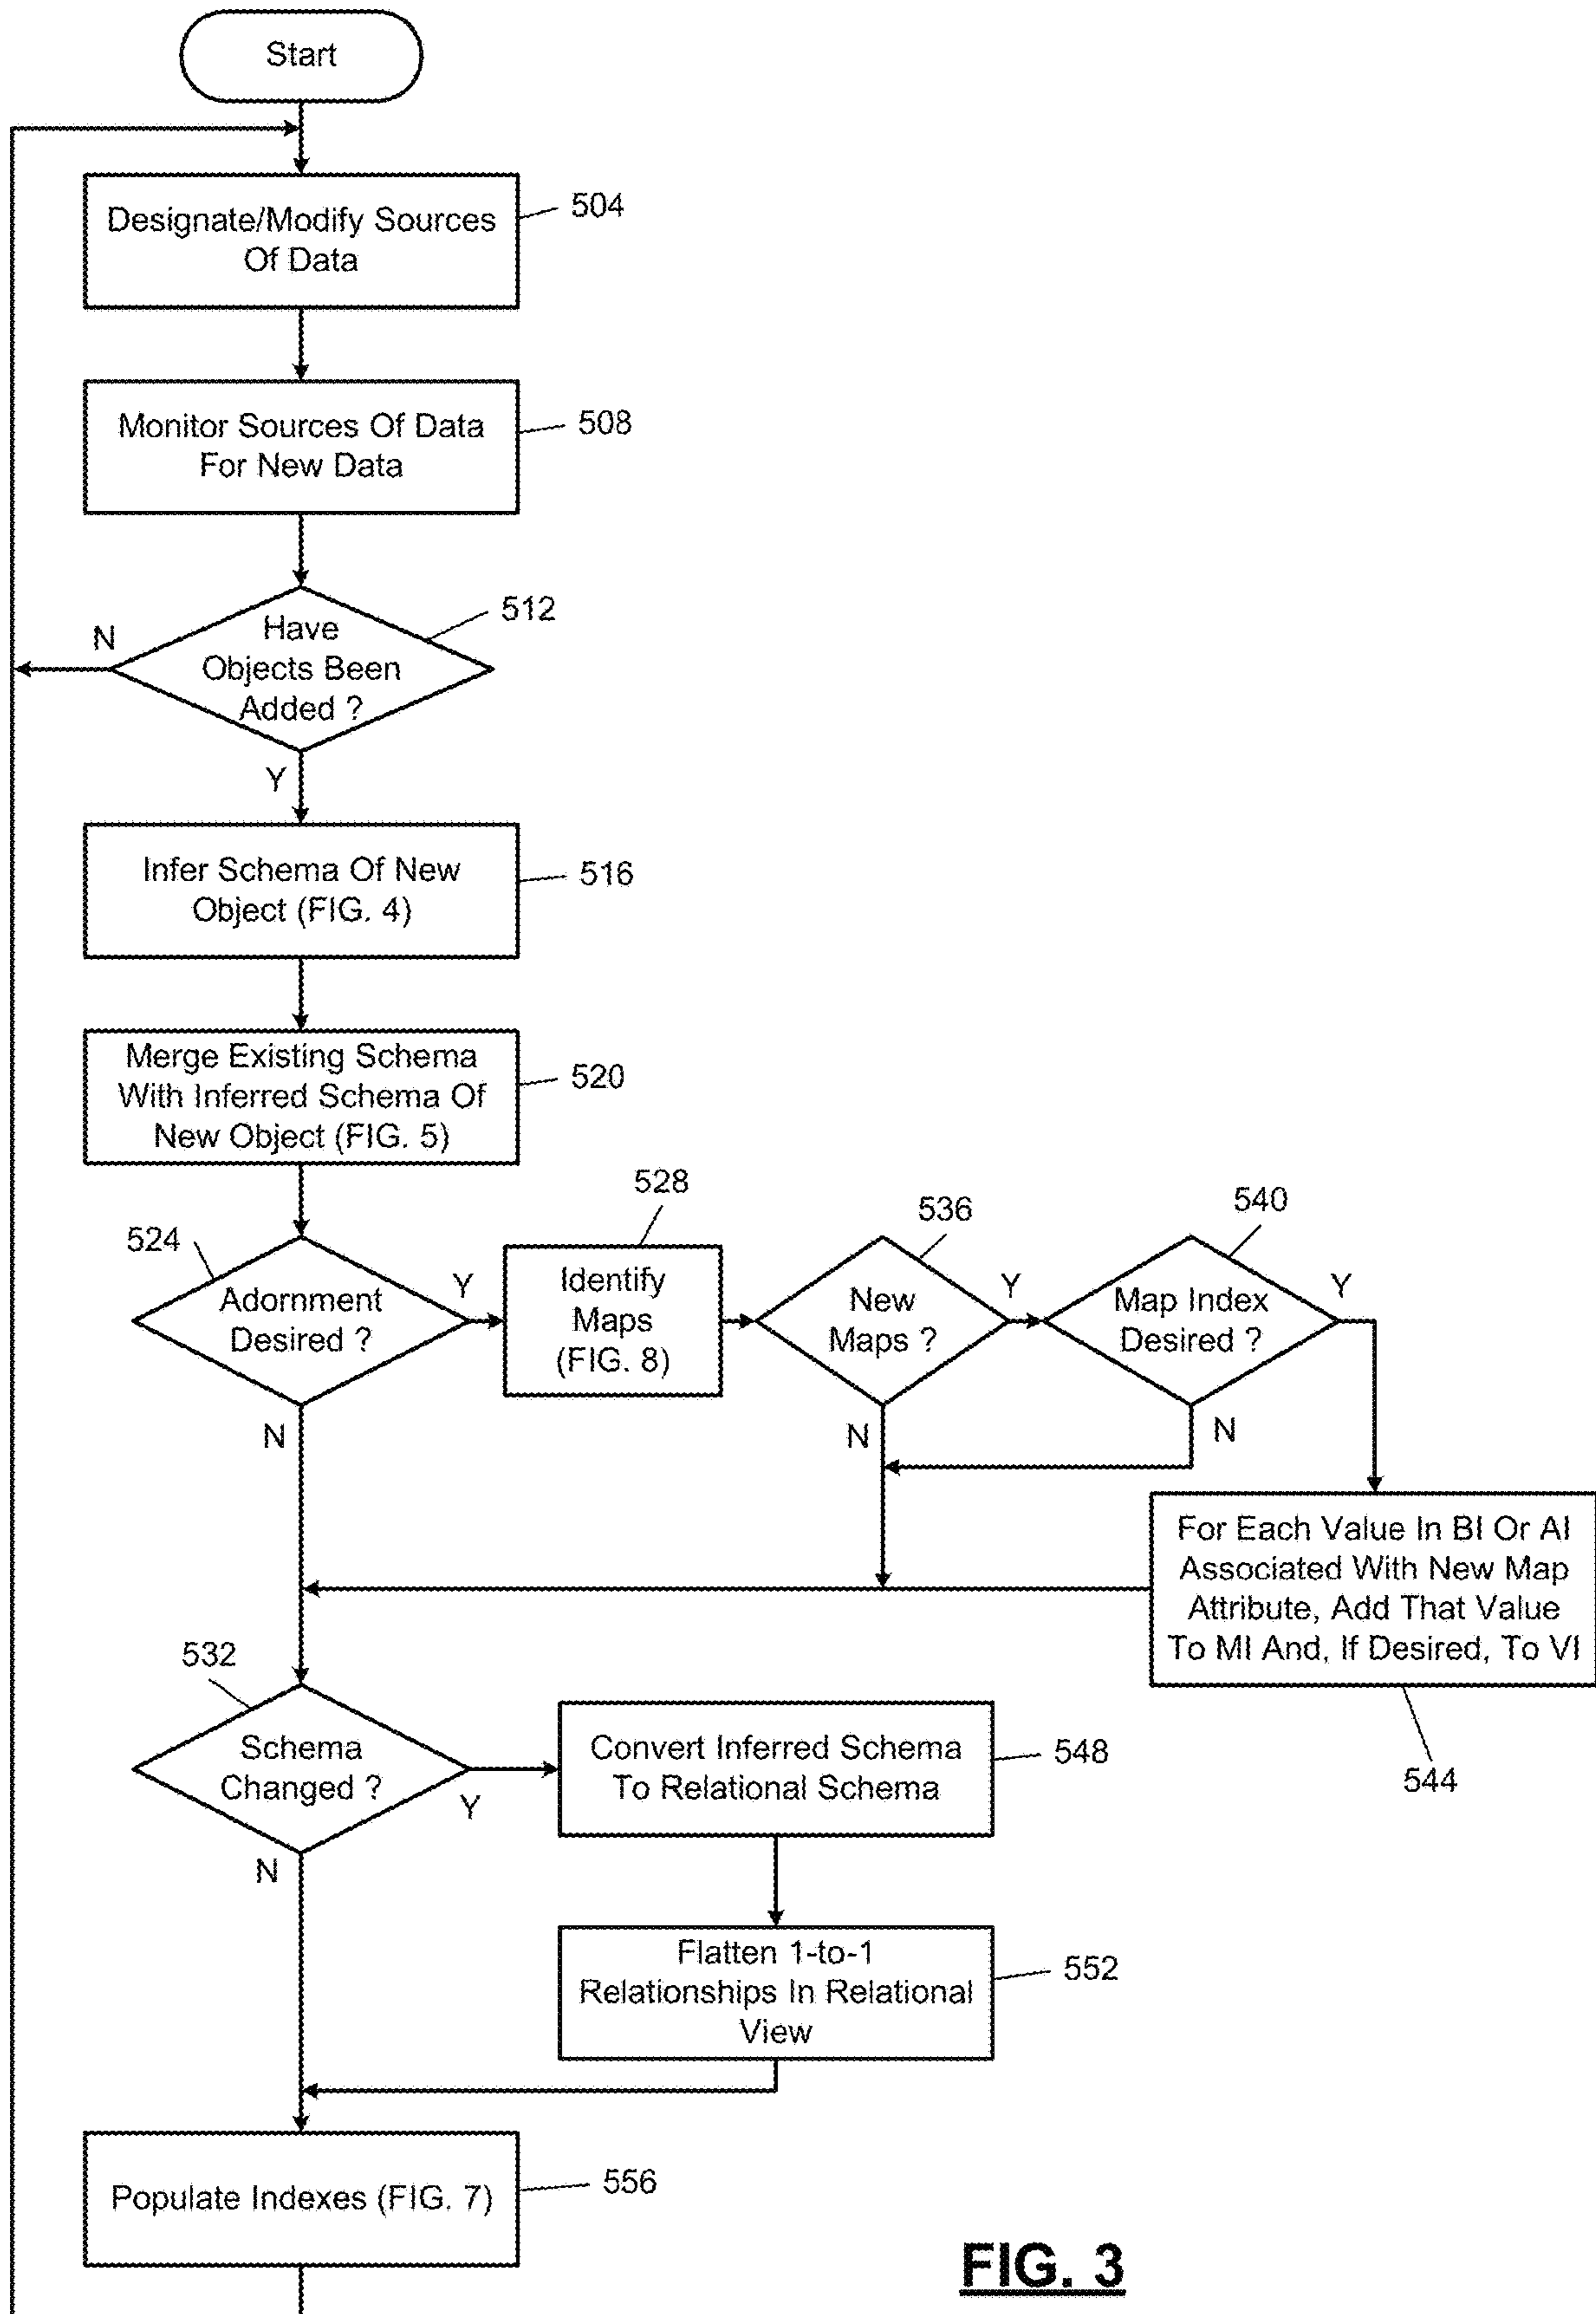 Start
Designate/Modify Sources
Of Data
504
Monitor Sources Of Data
For New Data
508
Have
Objects Been
Added ?
512
N
Y
Infer Schema Of New
Object (FIG. 4)
516
Merge Existing Schema
With Inferred Schema Of
New Object (FIG. 5)
520
524
Adornment
Desired ?
Y
N
528
Identify
Maps
(FIG. 8)
536
New
Maps ?
Y
N
540
Map Index
Desired ?
Y
N
For Each Value In BI Or AI
Associated With New Map
Attribute, Add That Value
To MI And, If Desired, To VI
544
532
Schema
Changed ?
Y
N
Convert Inferred Schema
To Relational Schema
548
Flatten 1-to-1
Relationships In Relational
View
552
Populate Indexes (FIG. 7)
556
FIG. 3